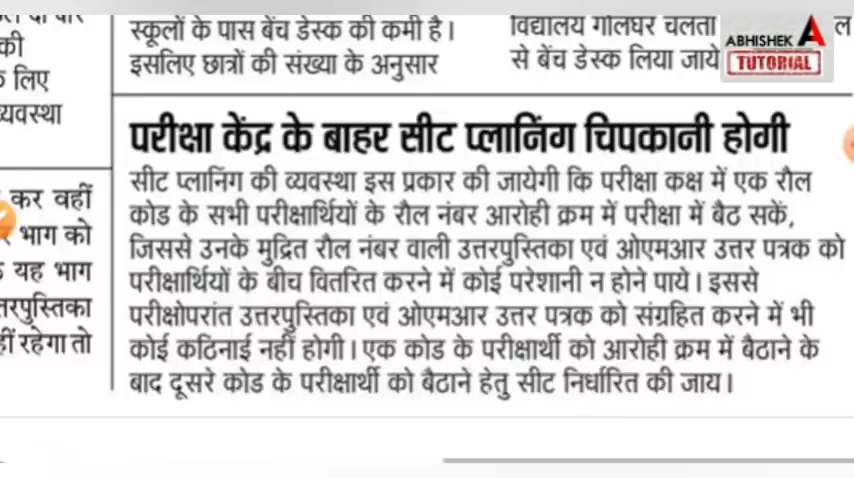 की
लिए
व्यवस्था
स्कूलों के पास बेंच डेस्क की कमी है।
इसलिए छात्रों की संख्या के अनुसार
विद्यालय गोलघर चलता
से बेंच डेस्क लिया जाये
ABHISHEK A
TUTORIAL
कर वहीं
भाग को
यह भाग
रहेगा तो
परीक्षा केंद्र के बाहर सीट प्लानिंग चिपकानी होगी
सीट प्लानिंग की व्यवस्था इस प्रकार की जायेगी कि परीक्षा कक्ष में एक रौल
कोड के सभी परीक्षार्थियों के रौल नंबर आरोही क्रम में परीक्षा में बैठ सकें,
जिससे उनके मुद्रित रौल नंबर वाली उत्तरपुस्तिका एवं ओएमआर उत्तर पत्रक को
परीक्षार्थियों के बीच वितरित करने में कोई परेशानी न होने पाये। इससे
परीक्षोपरांत उत्तरपुस्तिका एवं ओएमआर उत्तर पत्रक को संग्रहित करने में भी
कोई कठिनाई नहीं होगी। एक कोड के परीक्षार्थी को आरोही क्रम में बैठाने के
बाद दूसरे कोड के परीक्षार्थी को बैठाने हेतु सीट निर्धारित की जाय।